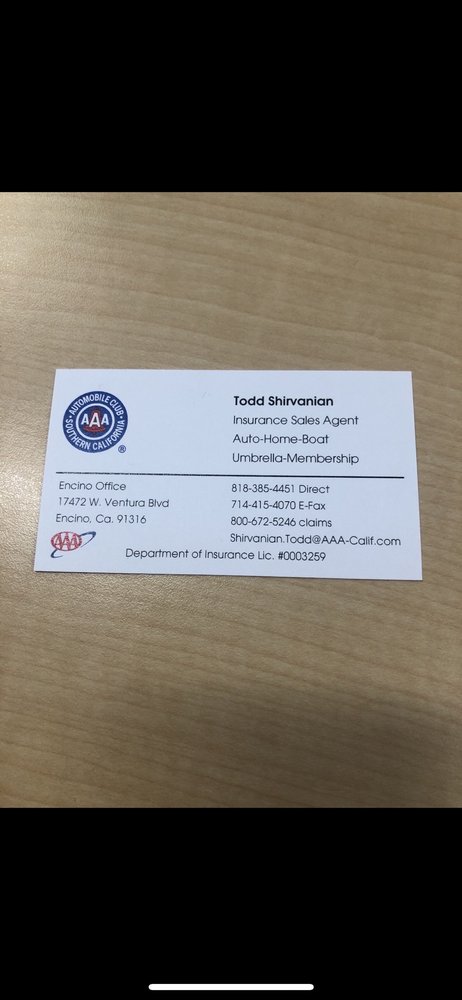 AUTOMOBILE CLUB
AAA
SOUTHERN CALIFORNIA
®
Todd Shirvanian
Insurance Sales Agent
Auto-Home-Boat
Umbrella-Membership
Encino Office
17472 W. Ventura Blvd
Encino, Ca. 91316
818-385-4451 Direct
714-415-4070 E-Fax
800-672-5246 claims
Shirvanian.Todd@AAA-Calif.com
AAA
Department of Insurance Lic. #0003259